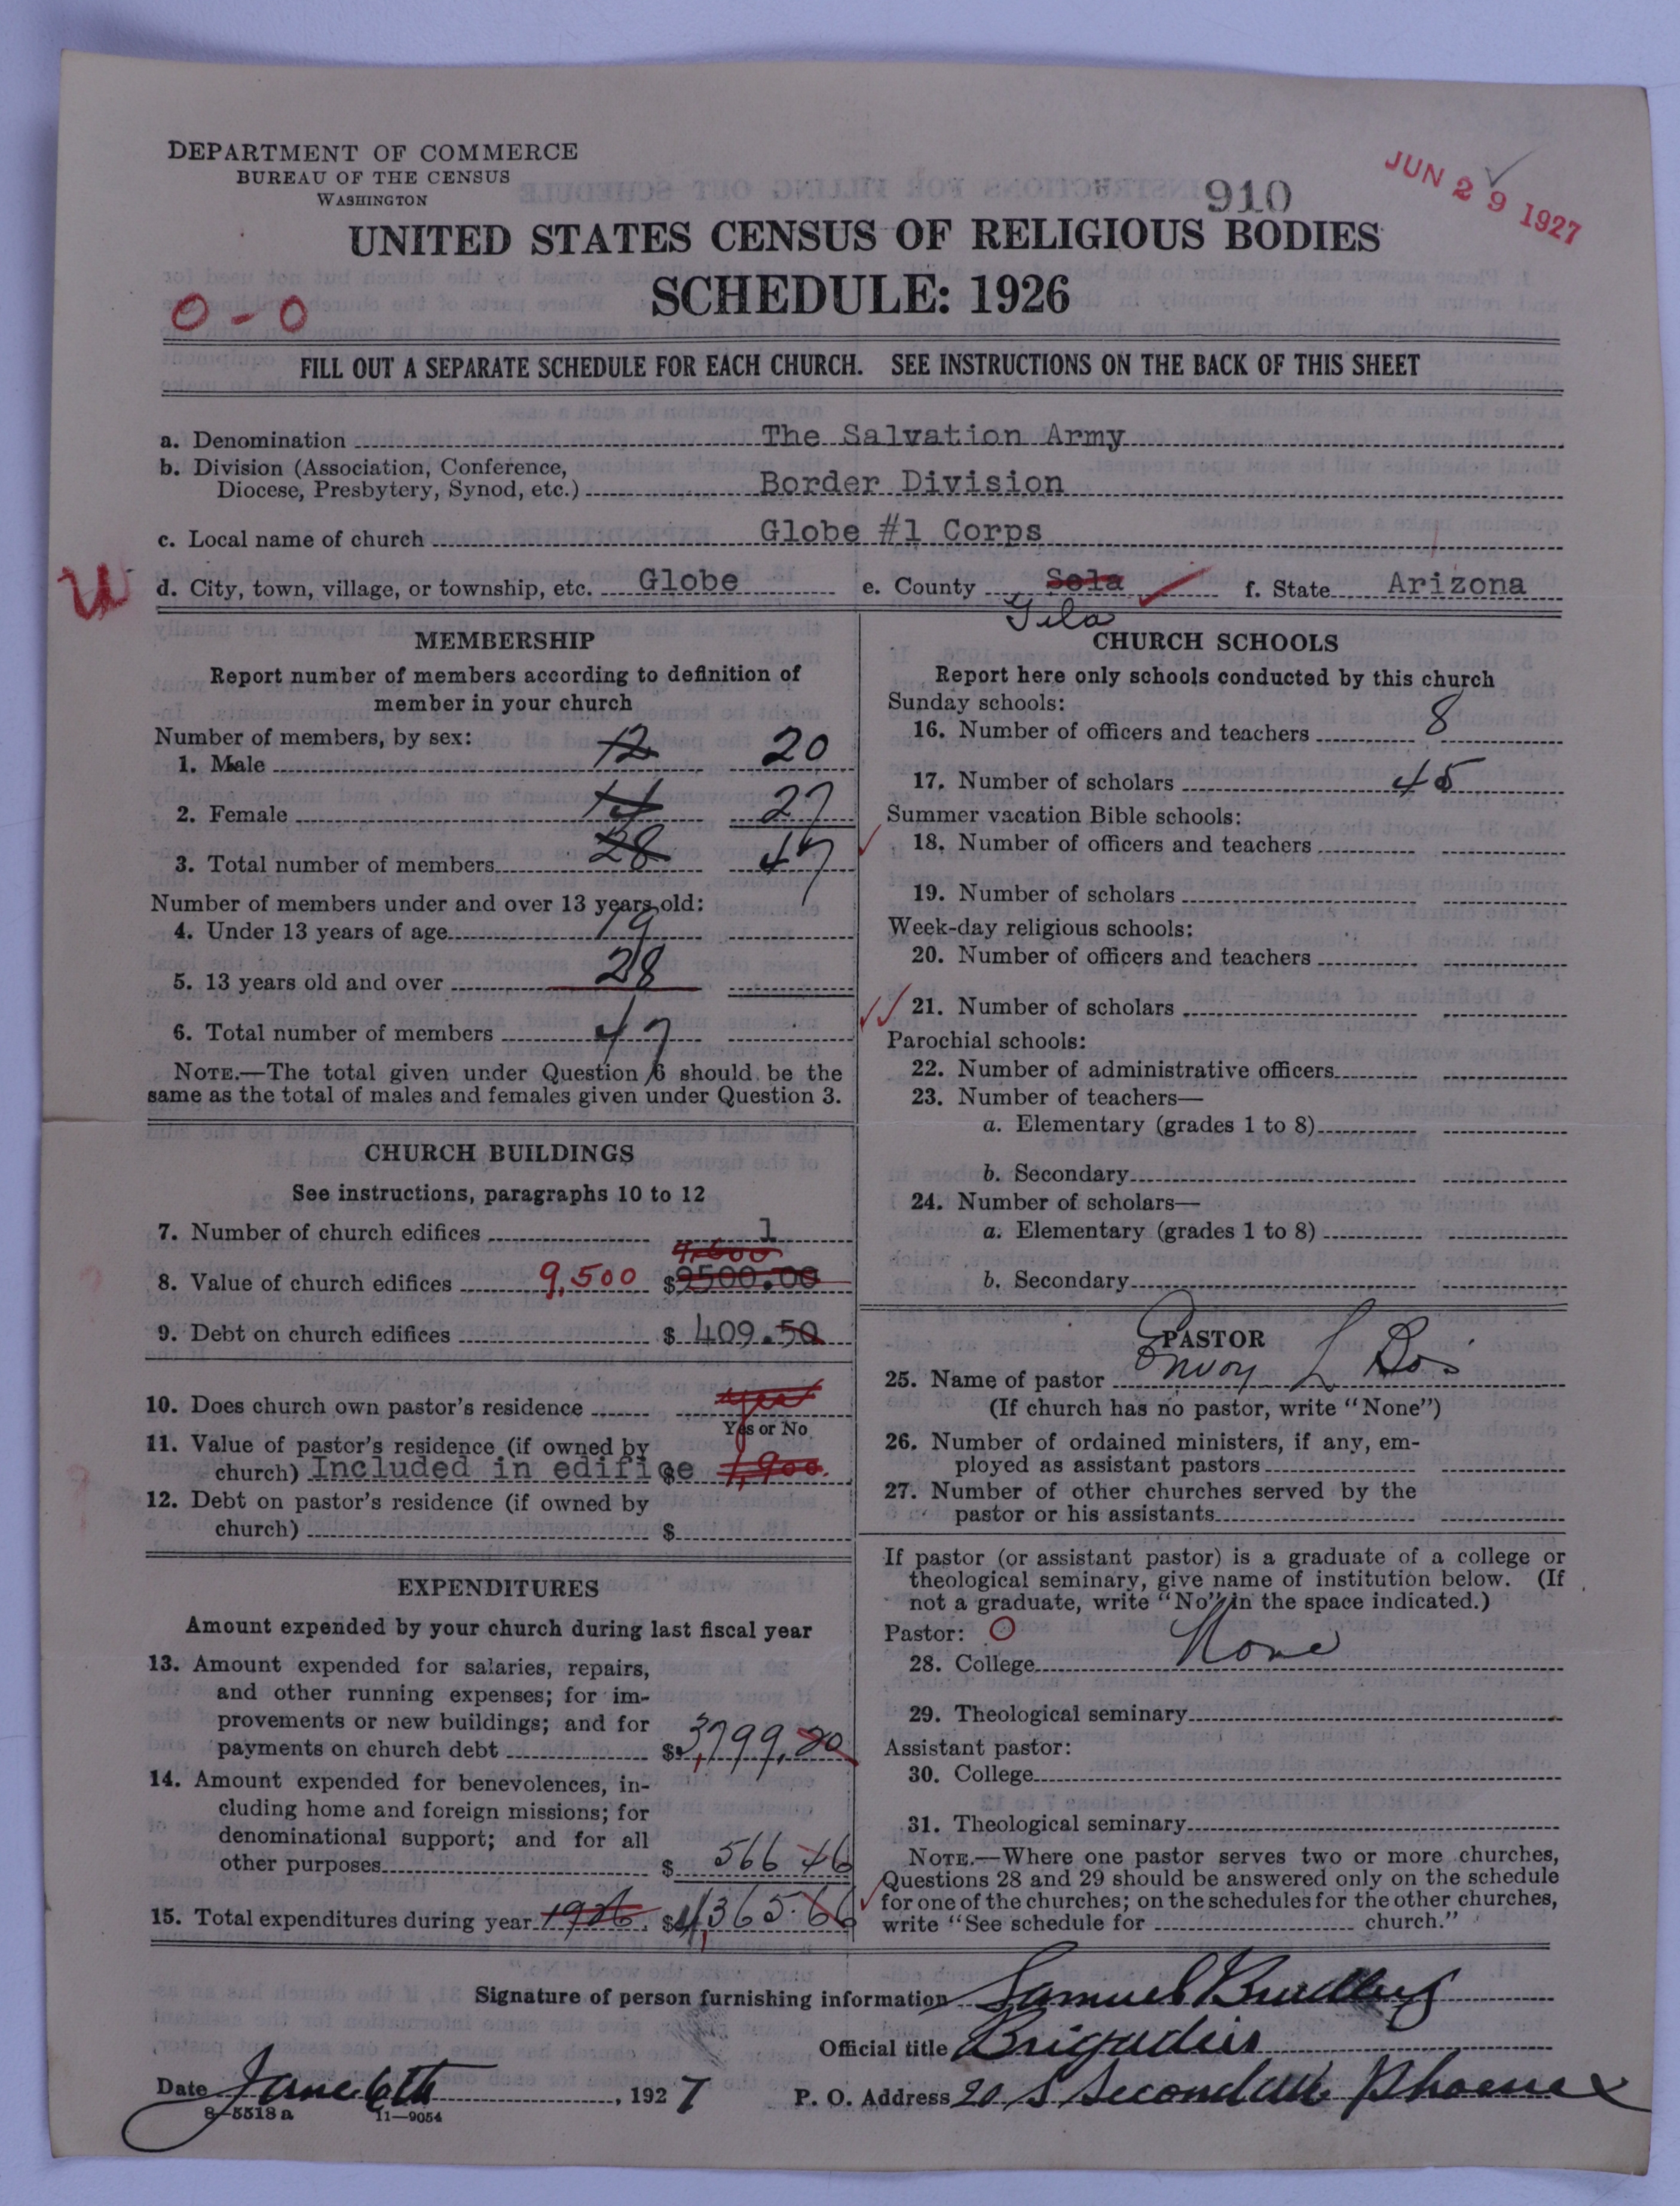 DEPARTMENT OF COMMERCE
BUREAU OF THE CENSUS
WASHINGTON
910
JUN 29 1927
UNITED STATES CENSUS OF RELIGIOUS BODIES
SCHEDULE: 1926
0-0
FILL OUT A SEPARATE SCHEDULE FOR EACH CHURCH. SEE INSTRUCTIONS ON THE BACK OF THIS SHEET
a. Denomination The Salvation Army
b. Division (Association, Conference,
Diocese, Presbytery, Synod, etc.) Border Division
c. Local name of church Globe #1 Corps
U
d. City, town, village, or township, etc. Globe e. County Sola f. State Arizona
Gila
MEMBERSHIP
Report number of members according to definition of
member in your church
Number of members, by sex:
1. Male 12 20
2. Female 14 27
3. Total number of members 28 47
Number of members under and over 13 years old:
4. Under 13 years of age 19
5. 13 years old and over 28
6. Total number of members 47
NOTE.—The total given under Question 6 should be the
same as the total of males and females given under Question 3.
CHURCH BUILDINGS
See instructions, paragraphs 10 to 12
7. Number of church edifices 1
8. Value of church edifices 9,500 $9500.00
9. Debt on church edifices $ 409.50
10. Does church own pastor's residence yes
Yes or No
11. Value of pastor's residence (if owned by
church) Included in edifice $ 1,900.
12. Debt on pastor's residence (if owned by
church) $
EXPENDITURES
Amount expended by your church during last fiscal year
13. Amount expended for salaries, repairs,
and other running expenses; for im-
provements or new buildings; and for
payments on church debt $3,799.20
14. Amount expended for benevolences, in-
cluding home and foreign missions; for
denominational support; and for all
other purposes $ 566 46
15. Total expenditures during year 1926 $4,365.66
CHURCH SCHOOLS
Report here only schools conducted by this church
Sunday schools:
16. Number of officers and teachers 8
17. Number of scholars 45
Summer vacation Bible schools:
18. Number of officers and teachers
19. Number of scholars
Week-day religious schools:
20. Number of officers and teachers
21. Number of scholars
Parochial schools:
22. Number of administrative officers
23. Number of teachers—
a. Elementary (grades 1 to 8)
b. Secondary
24. Number of scholars—
a. Elementary (grades 1 to 8)
b. Secondary
PASTOR
25. Name of pastor Envoy L
(If church has no pastor, write "None")
26. Number of ordained ministers, if any, em-
ployed as assistant pastors
27. Number of other churches served by the
pastor or his assistants
If pastor (or assistant pastor) is a graduate of a college or
theological seminary, give name of institution below. (If
not a graduate, write "No" in the space indicated.)
Pastor: O
28. College None
29. Theological seminary
Assistant pastor:
30. College
31. Theological seminary
NOTE.—Where one pastor serves two or more churches,
Questions 28 and 29 should be answered only on the schedule
for one of the churches; on the schedules for the other churches,
write "See schedule for church."
Signature of person furnishing information Samuel Bradley
Official title Brigadier
Date June 6th, 1927 P. O. Address 20 S Second ave Phoenix
8-5518a 11-9054